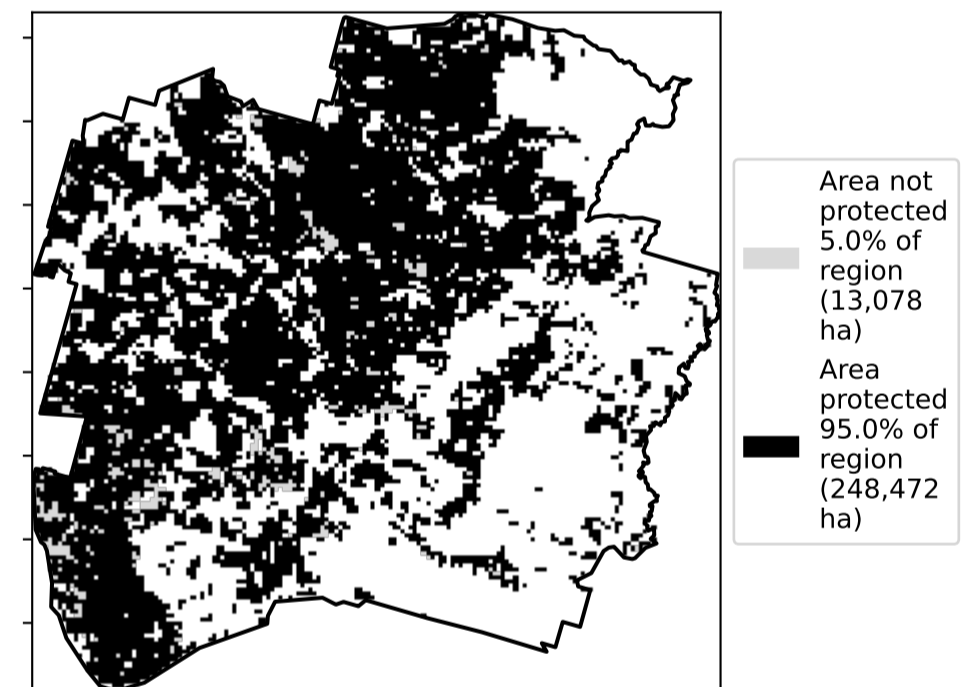 Area not
protected
5.0% of
region
(13,078
ha)
Area
protected
95.0% of
region
(248,472
ha)